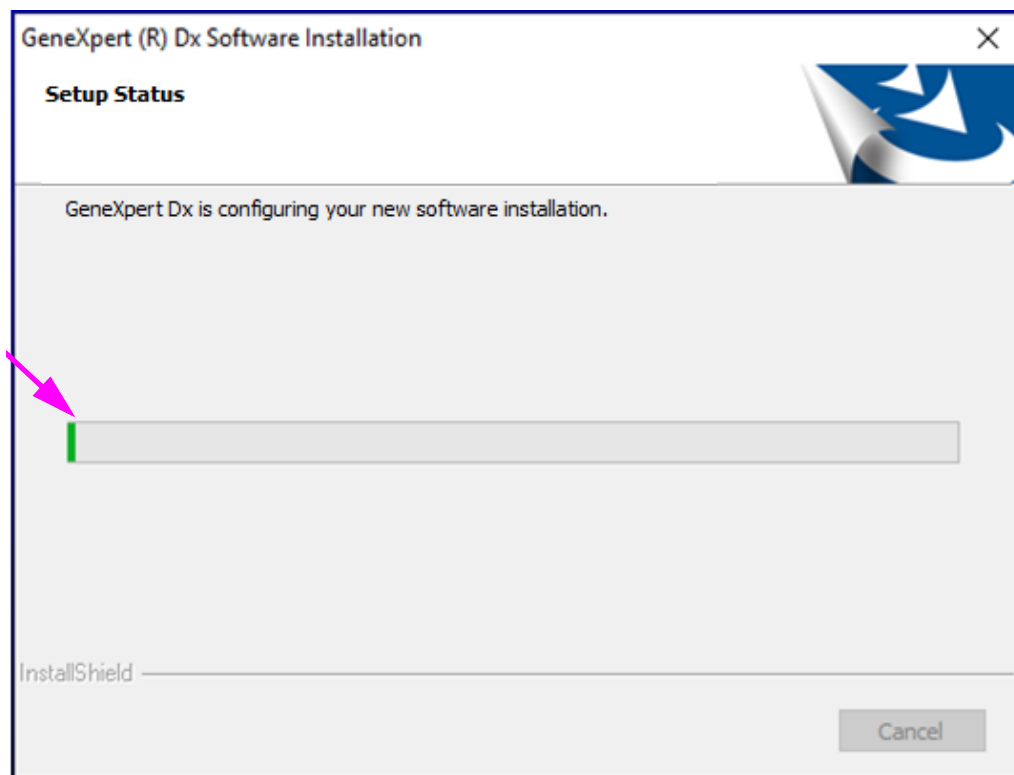 GeneXpert (R) Dx Software Installation
Setup Status
GeneXpert Dx is configuring your new software installation.
InstallShield
Cancel